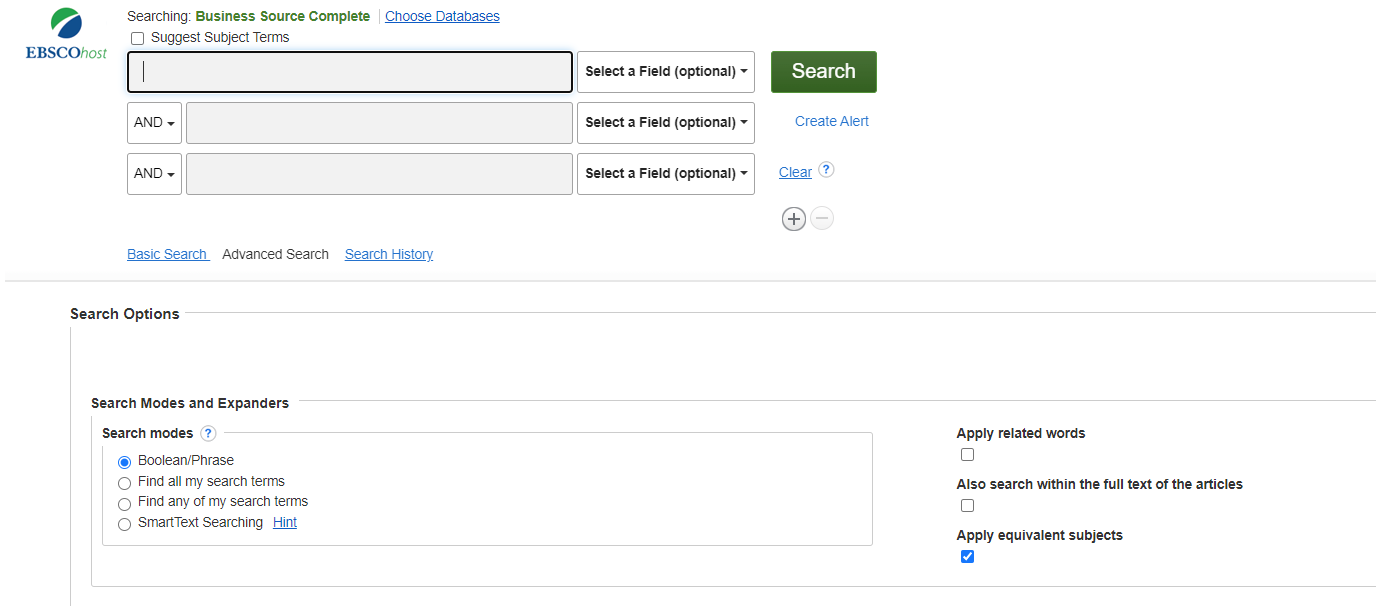 EBSCOhost
Searching: Business Source Complete Choose Databases
Suggest Subject Terms
Select a Field (optional) Search
AND Select a Field (optional) Create Alert
AND Select a Field (optional) Clear ?
Basic Search Advanced Search Search History
Search Options
Search Modes and Expanders
Search modes ?
Boolean/Phrase
Find all my search terms
Find any of my search terms
SmartText Searching Hint
Apply related words
Also search within the full text of the articles
Apply equivalent subjects